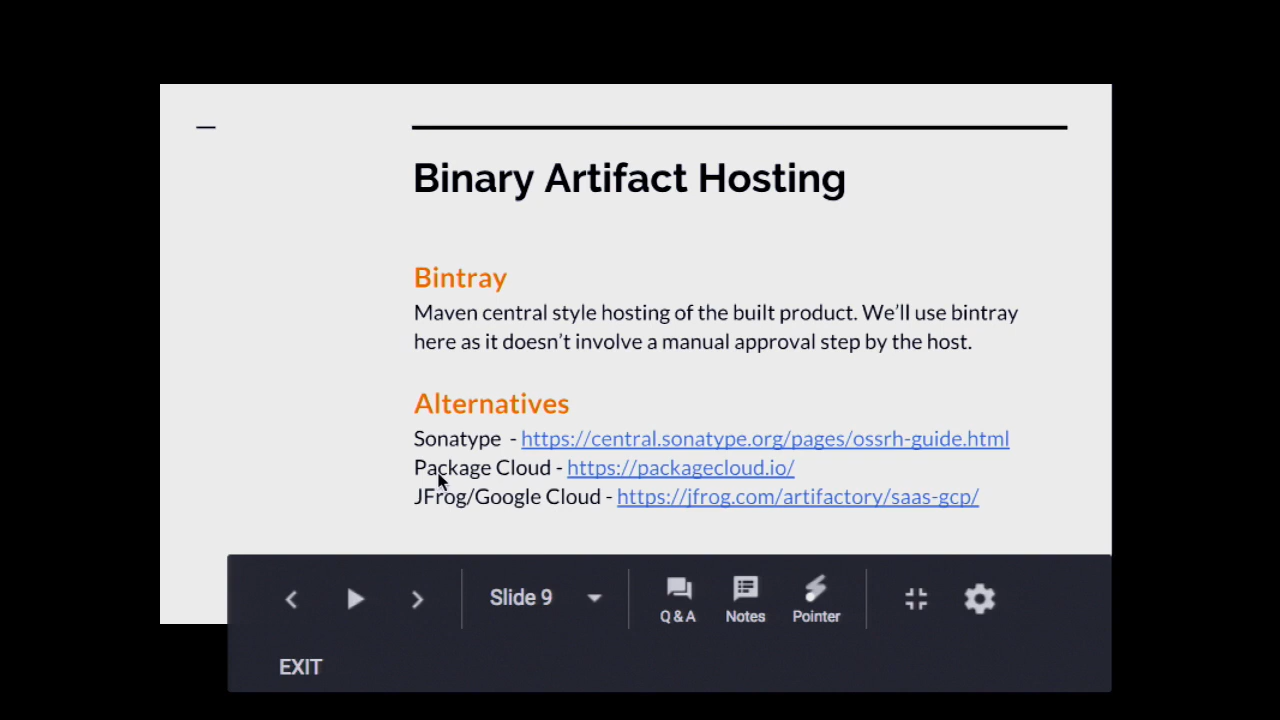 Binary Artifact Hosting
Bintray
Maven central style hosting of the built product. We'll use bintray
here as it doesn't involve a manual approval step by the host.
Alternatives
Sonatype - https://central.sonatype.org/pages/ossrh-guide.html
Package Cloud - https://packagecloud.io/
JFrog/Google Cloud - https://jfrog.com/artifactory/saas-gcp/
Slide 9
Q & A
Notes
Pointer
EXIT